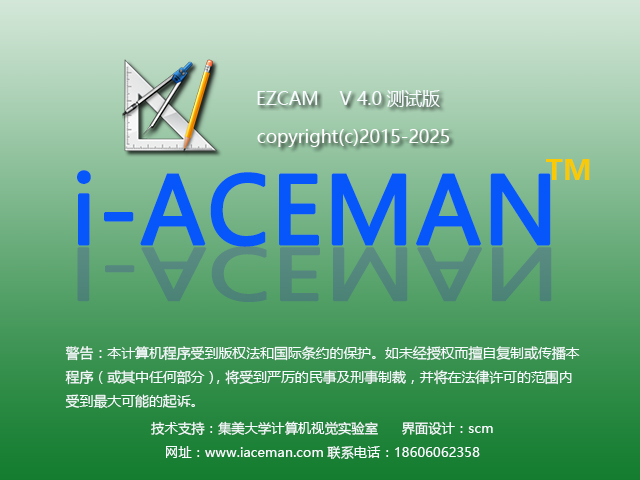 EZCAM V 4.0 测试版
copyright(c)2015-2025
i-ACEMAN TM
警告：本计算机程序受到版权法和国际条约的保护。如未经授权而擅自复制或传播本
程序（或其中任何部分），将受到严厉的民事及刑事制裁，并将在法律许可的范围内
受到最大可能的起诉。
技术支持：集美大学计算机视觉实验室 界面设计：scm
网址：www.iaceman.com 联系电话：18606062358